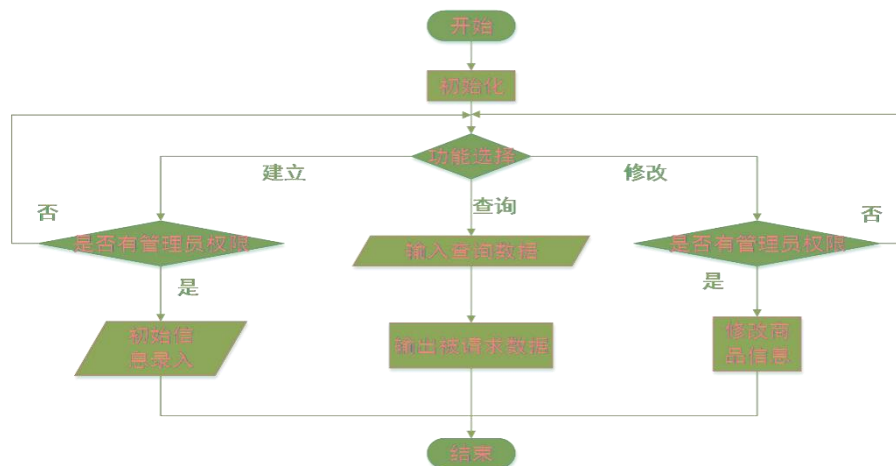 开始
初始化
功能选择
建立
修改
查询
否
否
是否有管理员权限
输入查询数据
是否有管理员权限
是
是
初始信
息录入
输出被请求数据
修改商
品信息
结束